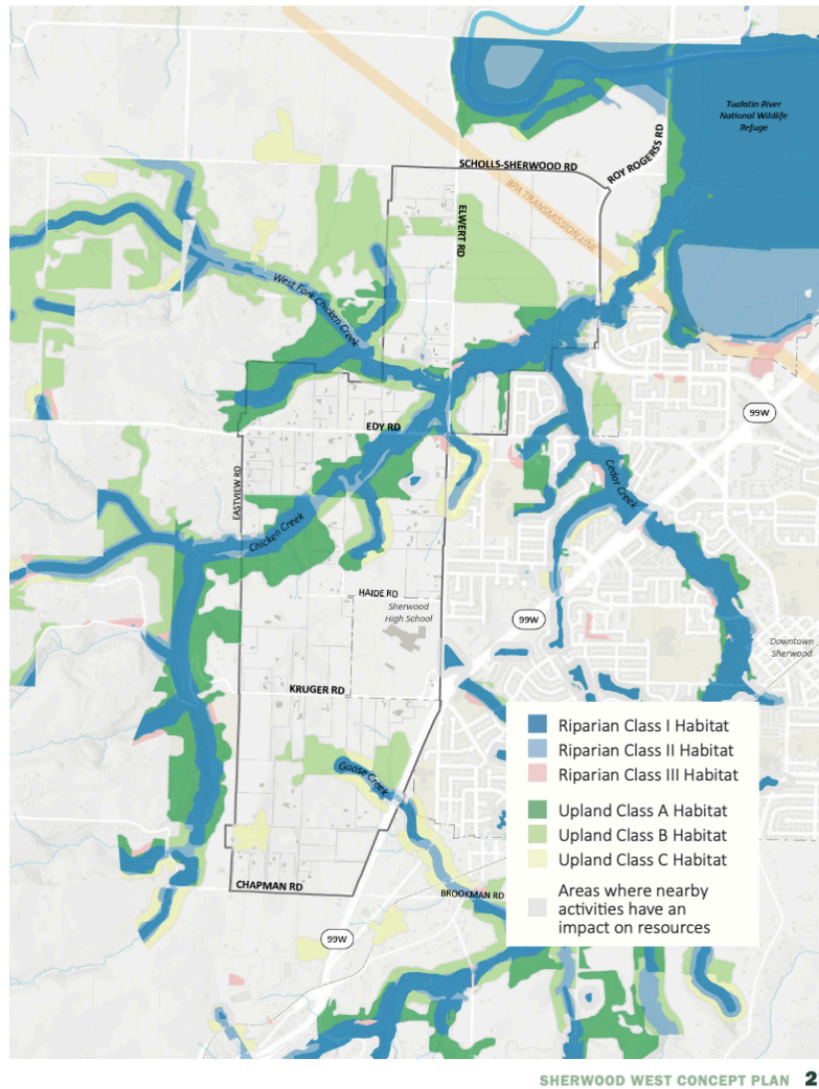 Tualatin River
National Wildlife
Refuge
SCHOLLS-SHERWOOD RD
ROY ROGERSS RD
BPA TRANSMISSION LINE
ELWERT RD
West Fork Chicken Creek
99W
EDY RD
EASTVIEW RD
Cedar Creek
Chicken Creek
HAIDE RD
Sherwood
High School
99W
Downtown
Sherwood
KRUGER RD
Goose Creek
CHAPMAN RD
BROOKMAN RD
99W
Riparian Class I Habitat
Riparian Class II Habitat
Riparian Class III Habitat
Upland Class A Habitat
Upland Class B Habitat
Upland Class C Habitat
Areas where nearby
activities have an
impact on resources
SHERWOOD WEST CONCEPT PLAN 2